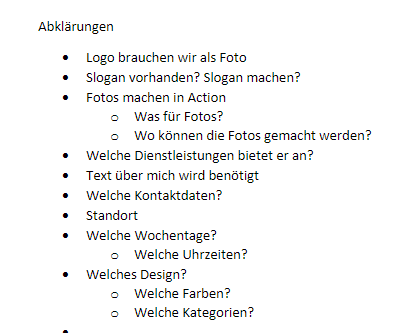 Abklärungen
• Logo brauchen wir als Foto
• Slogan vorhanden? Slogan machen?
• Fotos machen in Action
o Was für Fotos?
o Wo können die Fotos gemacht werden?
• Welche Dienstleistungen bietet er an?
• Text über mich wird benötigt
• Welche Kontaktdaten?
• Standort
• Welche Wochentage?
o Welche Uhrzeiten?
• Welches Design?
o Welche Farben?
o Welche Kategorien?